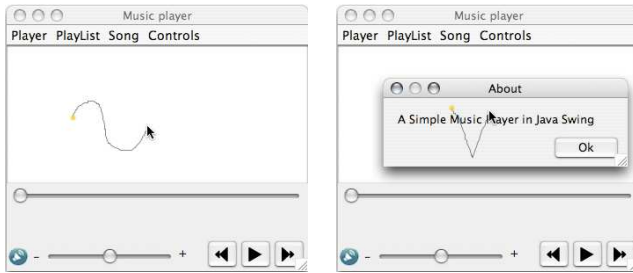 Music player
Player PlayList Song Controls
- +
Music player
Player PlayList Song Controls
About
A Simple Music Player in Java Swing
Ok
- +